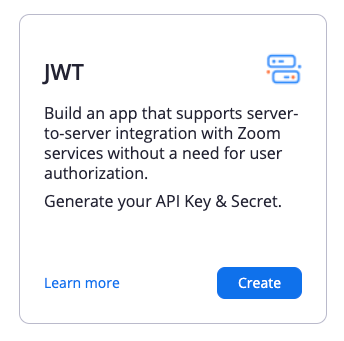 JWT
Build an app that supports server-
to-server integration with Zoom
services without a need for user
authorization.
Generate your API Key & Secret.
Learn more
Create